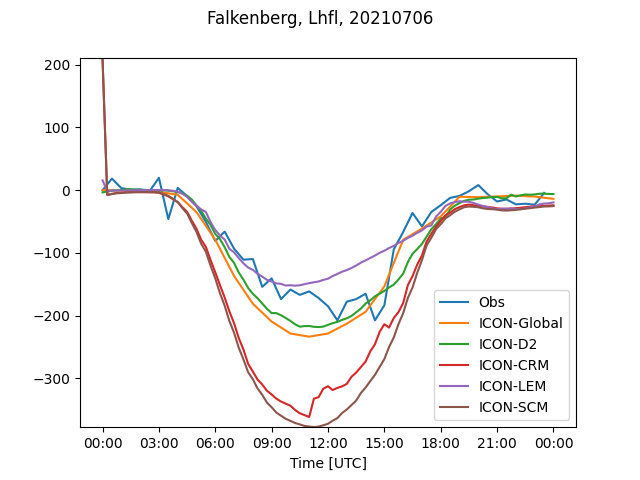 Falkenberg, Lhfl, 20210706
200
100
0
−100
−200
−300
00:00 03:00 06:00 09:00 12:00 15:00 18:00 21:00 00:00
Time [UTC]
Obs
ICON-Global
ICON-D2
ICON-CRM
ICON-LEM
ICON-SCM